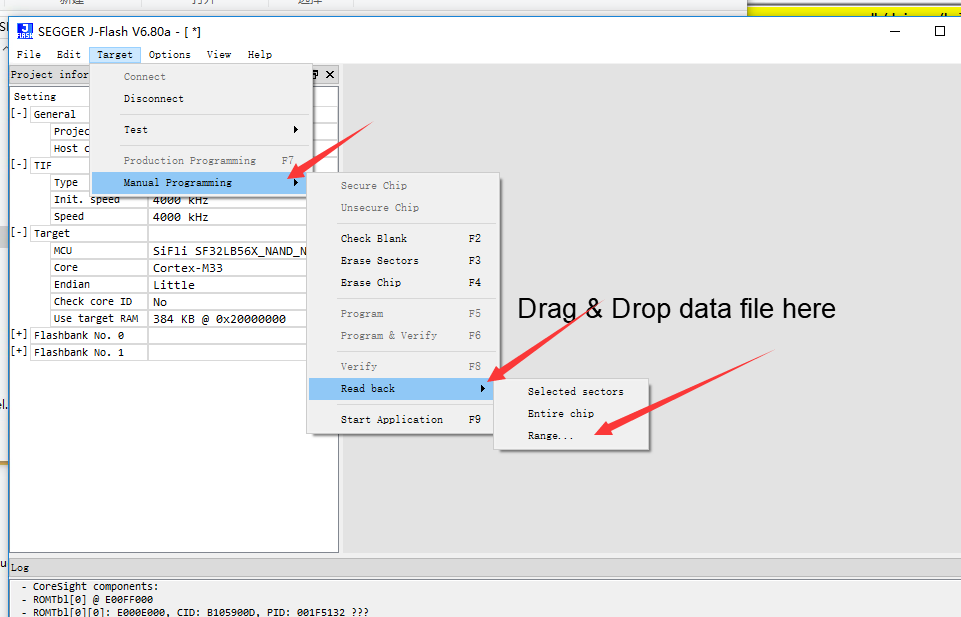 SEGGER J-Flash V6.80a - [ *]
File Edit Target Options View Help
Project infor
Setting
[-] General
Projec
Host c
[-] TIF
Type
Init. speed 4000 kHz
Speed 4000 kHz
[-] Target
MCU SiFli SF32LB56X_NAND_N
Core Cortex-M33
Endian Little
Check core ID No
Use target RAM 384 KB @ 0x20000000
[+] Flashbank No. 0
[+] Flashbank No. 1
Connect
Disconnect
Test
Production Programming F7
Manual Programming
Secure Chip
Unsecure Chip
Check Blank F2
Erase Sectors F3
Erase Chip F4
Program F5
Program & Verify F6
Verify F8
Read back
Start Application F9
Selected sectors
Entire chip
Range...
Drag & Drop data file here
Log
- CoreSight components:
- ROMTbl[0] @ E00FF000
- ROMTbl[0][0]: E000E000, CID: B105900D, PID: 001F5132 ???